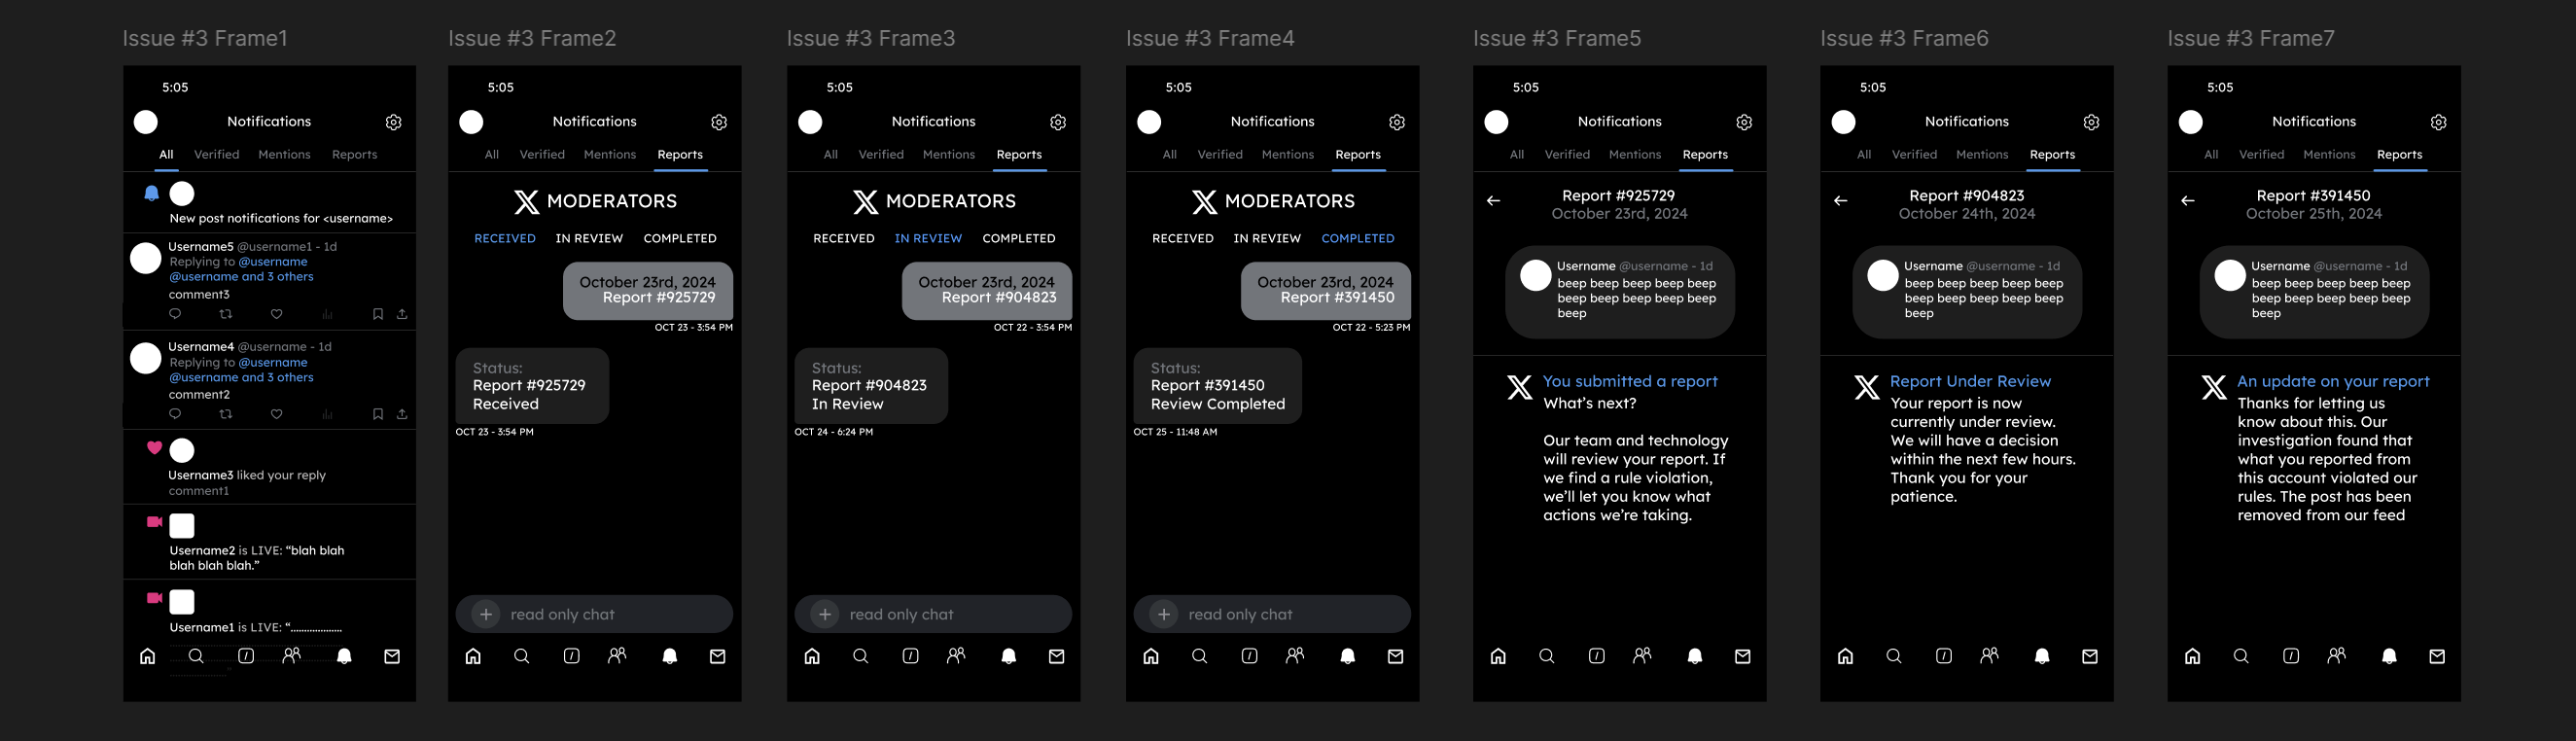 Issue #3 Frame1
5:05
Notifications
All Verified Mentions Reports
New post notifications for <username>
Username5 @username1 - 1d
Replying to @username
@username and 3 others
comment3
Username4 @username - 1d
Replying to @username
@username and 3 others
comment2
Username3 liked your reply
comment1
Username2 is LIVE: “blah blah
blah blah blah.”
Username1 is LIVE: “..................
Issue #3 Frame2
5:05
Notifications
All Verified Mentions Reports
X MODERATORS
RECEIVED IN REVIEW COMPLETED
October 23rd, 2024
Report #925729
OCT 23 - 3:54 PM
Status:
Report #925729
Received
OCT 23 - 3:54 PM
read only chat
Issue #3 Frame3
5:05
Notifications
All Verified Mentions Reports
X MODERATORS
RECEIVED IN REVIEW COMPLETED
October 23rd, 2024
Report #904823
OCT 22 - 3:54 PM
Status:
Report #904823
In Review
OCT 24 - 6:24 PM
read only chat
Issue #3 Frame4
5:05
Notifications
All Verified Mentions Reports
X MODERATORS
RECEIVED IN REVIEW COMPLETED
October 23rd, 2024
Report #391450
OCT 22 - 5:23 PM
Status:
Report #391450
Review Completed
OCT 25 - 11:48 AM
read only chat
Issue #3 Frame5
5:05
Notifications
All Verified Mentions Reports
Report #925729
October 23rd, 2024
Username @username - 1d
beep beep beep beep beep
beep beep beep beep beep
beep
X You submitted a report
What’s next?
Our team and technology
will review your report. If
we find a rule violation,
we’ll let you know what
actions we’re taking.
Issue #3 Frame6
5:05
Notifications
All Verified Mentions Reports
Report #904823
October 24th, 2024
Username @username - 1d
beep beep beep beep beep
beep beep beep beep beep
beep
X Report Under Review
Your report is now
currently under review.
We will have a decision
within the next few hours.
Thank you for your
patience.
Issue #3 Frame7
5:05
Notifications
All Verified Mentions Reports
Report #391450
October 25th, 2024
Username @username - 1d
beep beep beep beep beep
beep beep beep beep beep
beep
X An update on your report
Thanks for letting us
know about this. Our
investigation found that
what you reported from
this account violated our
rules. The post has been
removed from our feed